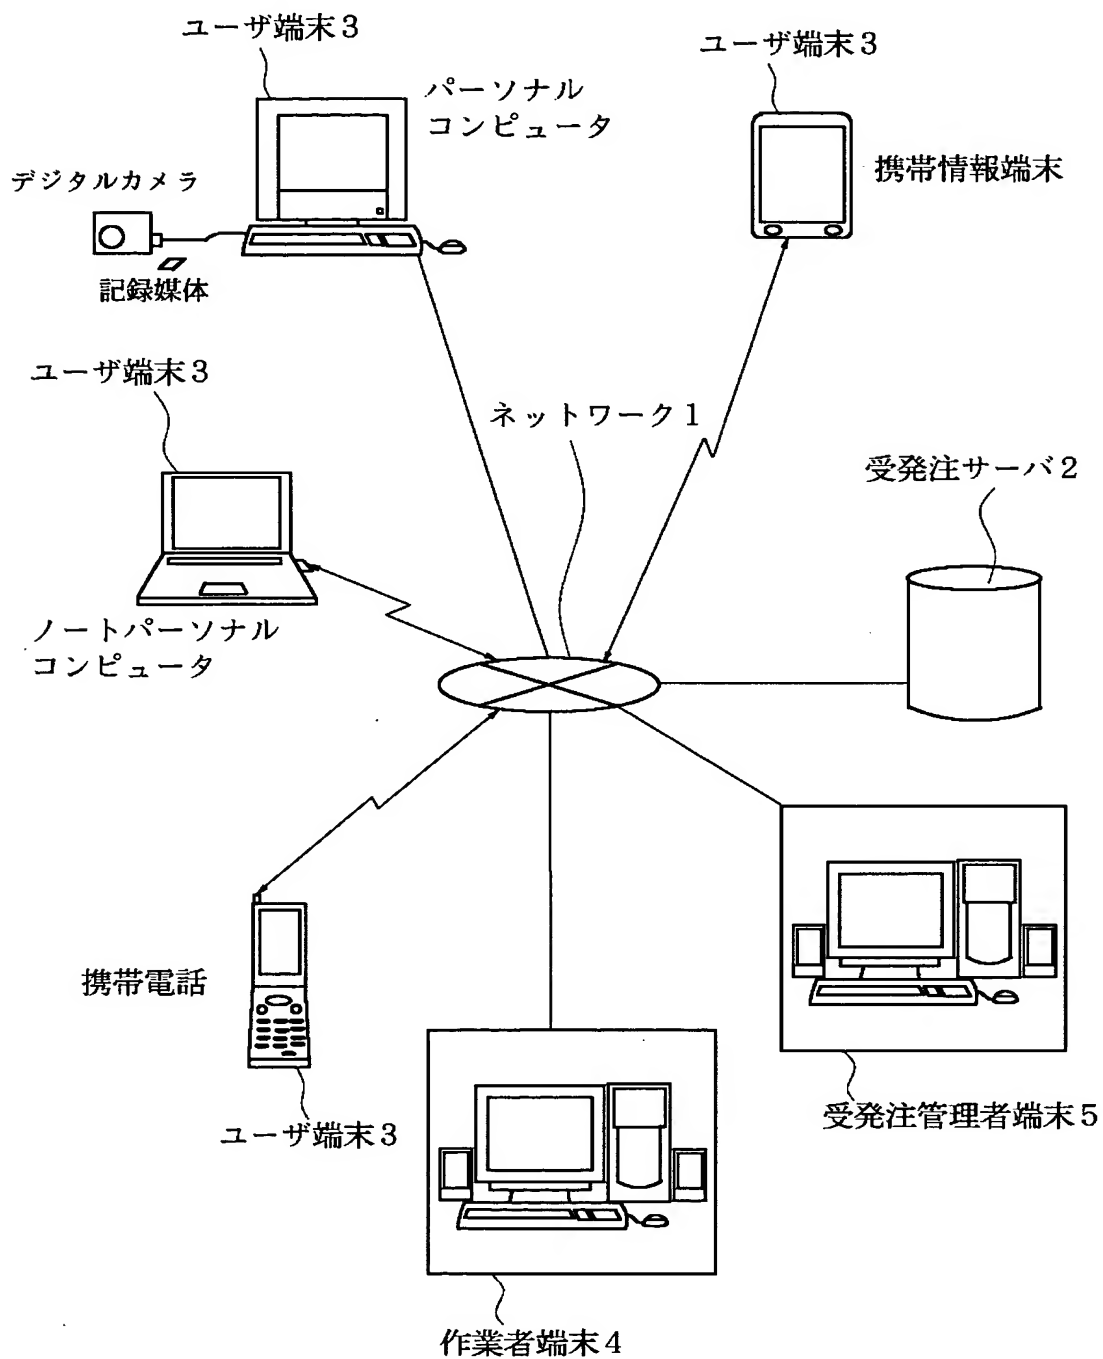 ユーザ端末3
ユーザ端末3
パーソナル
コンピュータ
デジタルカメラ
携帯情報端末
記録媒体
ユーザ端末3
ネットワーク1
受発注サーバ2
ノートパーソナル
コンピュータ
携帯電話
ユーザ端末3
受発注管理者端末5
作業者端末4